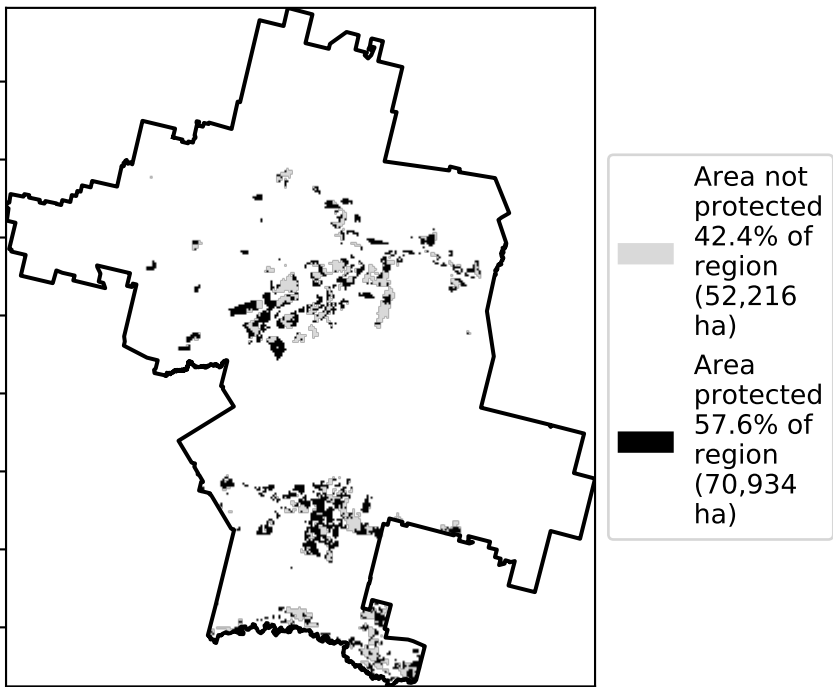 Area not
protected
42.4% of
region
(52,216
ha)
Area
protected
57.6% of
region
(70,934
ha)